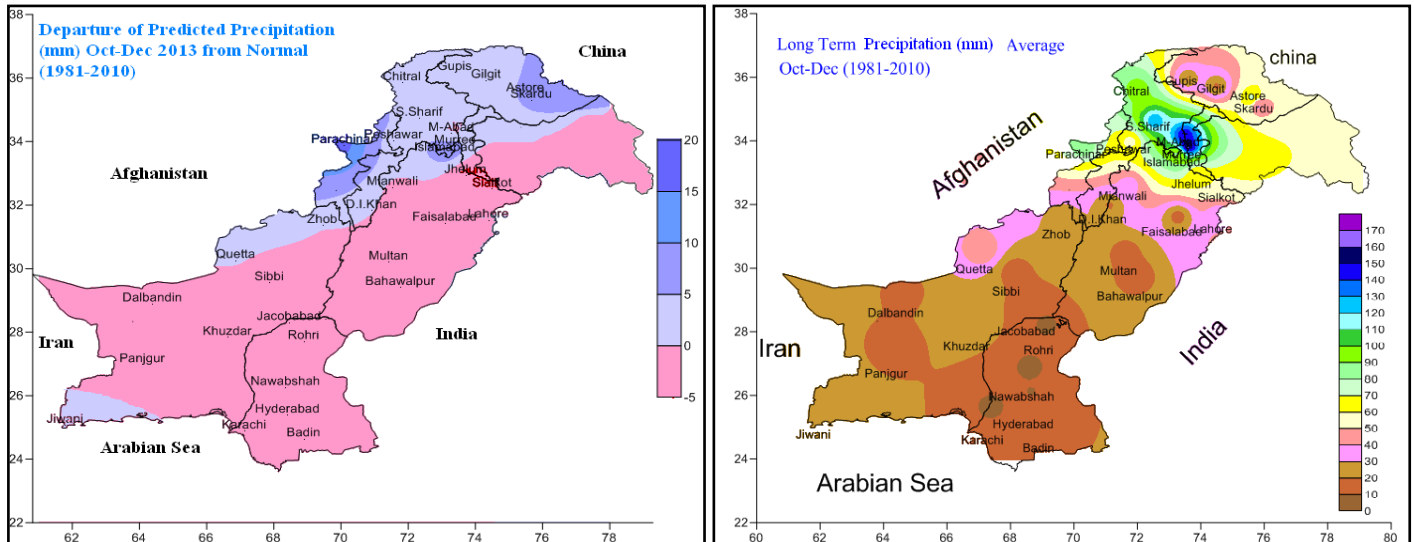 Departure of Predicted Precipitation
(mm) Oct-Dec 2013 from Normal
(1981-2010)
China
Gupis
Gilgit
Chitral
Astore
Skardu
S.Sharif
M-Abad
Parachinar
Peshawar
Murree
Islamabad
Afghanistan
Jhelum
Mianwali
Sialkot
D.I.Khan
Zhob
Faisalabad
Lahore
Quetta
Multan
Sibbi
Bahawalpur
Dalbandin
Jacobabad
Khuzdar
Rohri
India
Iran
Panjgur
Nawabshah
Jiwani
Hyderabad
Karachi
Badin
Arabian Sea
38
36
34
32
30
28
26
24
22
62 64 66 68 70 72 74 76 78
20
15
10
5
0
-5
Long Term Precipitation (mm) Average
Oct-Dec (1981-2010)
china
Gupis
Gilgit
Chitral
Astore
Skardu
S.Sharif
M-Abad
Peshawar
Murree
Parachinar
Islamabad
Afghanistan
Jhelum
Mianwali
Sialkot
D.I.Khan
Zhob
Faisalabad
Lahore
Quetta
Multan
Sibbi
Bahawalpur
Dalbandin
Jacobabad
Khuzdar
Rohri
India
Iran
Panjgur
Nawabshah
Jiwani
Hyderabad
Karachi
Badin
Arabian Sea
38
36
34
32
30
28
26
24
22
60 62 64 66 68 70 72 74 76 78 80
170
160
150
140
130
120
110
100
90
80
70
60
50
40
30
20
10
0